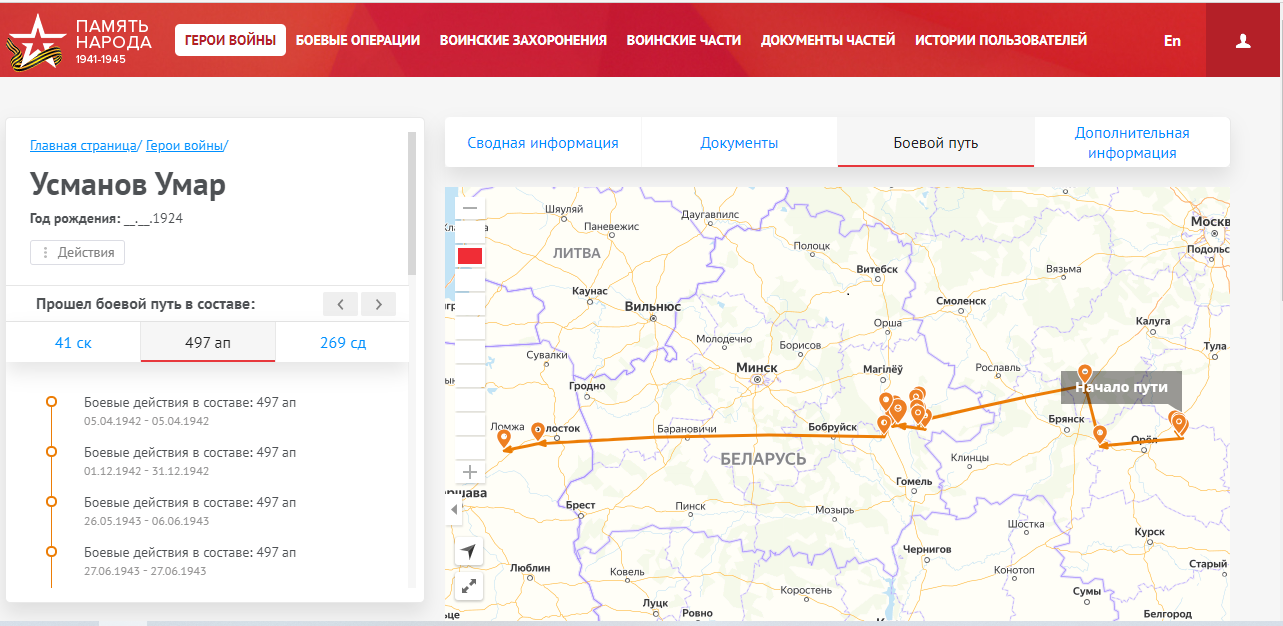 ПАМЯТЬ
НАРОДА
1941-1945
ГЕРОИ ВОЙНЫ
БОЕВЫЕ ОПЕРАЦИИ
ВОИНСКИЕ ЗАХОРОНЕНИЯ
ВОИНСКИЕ ЧАСТИ
ДОКУМЕНТЫ ЧАСТЕЙ
ИСТОРИИ ПОЛЬЗОВАТЕЛЕЙ
En
Главная страница/ Герои войны/
Усманов Умар
Год рождения: __.__.1924
Действия
Прошел боевой путь в составе:
41 ск
497 ап
269 сд
Боевые действия в составе: 497 ап
05.04.1942 - 05.04.1942
Боевые действия в составе: 497 ап
01.12.1942 - 31.12.1942
Боевые действия в составе: 497 ап
26.05.1943 - 06.06.1943
Боевые действия в составе: 497 ап
27.06.1943 - 27.06.1943
Сводная информация
Документы
Боевой путь
Дополнительная
информация
Шяуляй
Паневежис
Даугавпилс
ЛИТВА
Полоцк
Москв
Подольс
Витебск
Вязьма
Каунас
Вильнюс
Смоленск
Орша
Калуга
Молодечно
Борисов
Тула
Сувалки
Минск
Магілёў
Рославль
Гродно
Начало пути
Ломжа
лосток
Барановичи
Бобруйск
Брянск
Орёл
БЕЛАРУСЬ
Клинцы
Гомель
аршава
Брест
Пинск
Мозырь
Шостка
Курск
Чернигов
Люблин
Ковель
Конотоп
Старый
Коростень
Сумы
Луцк
Ровно
Белгород